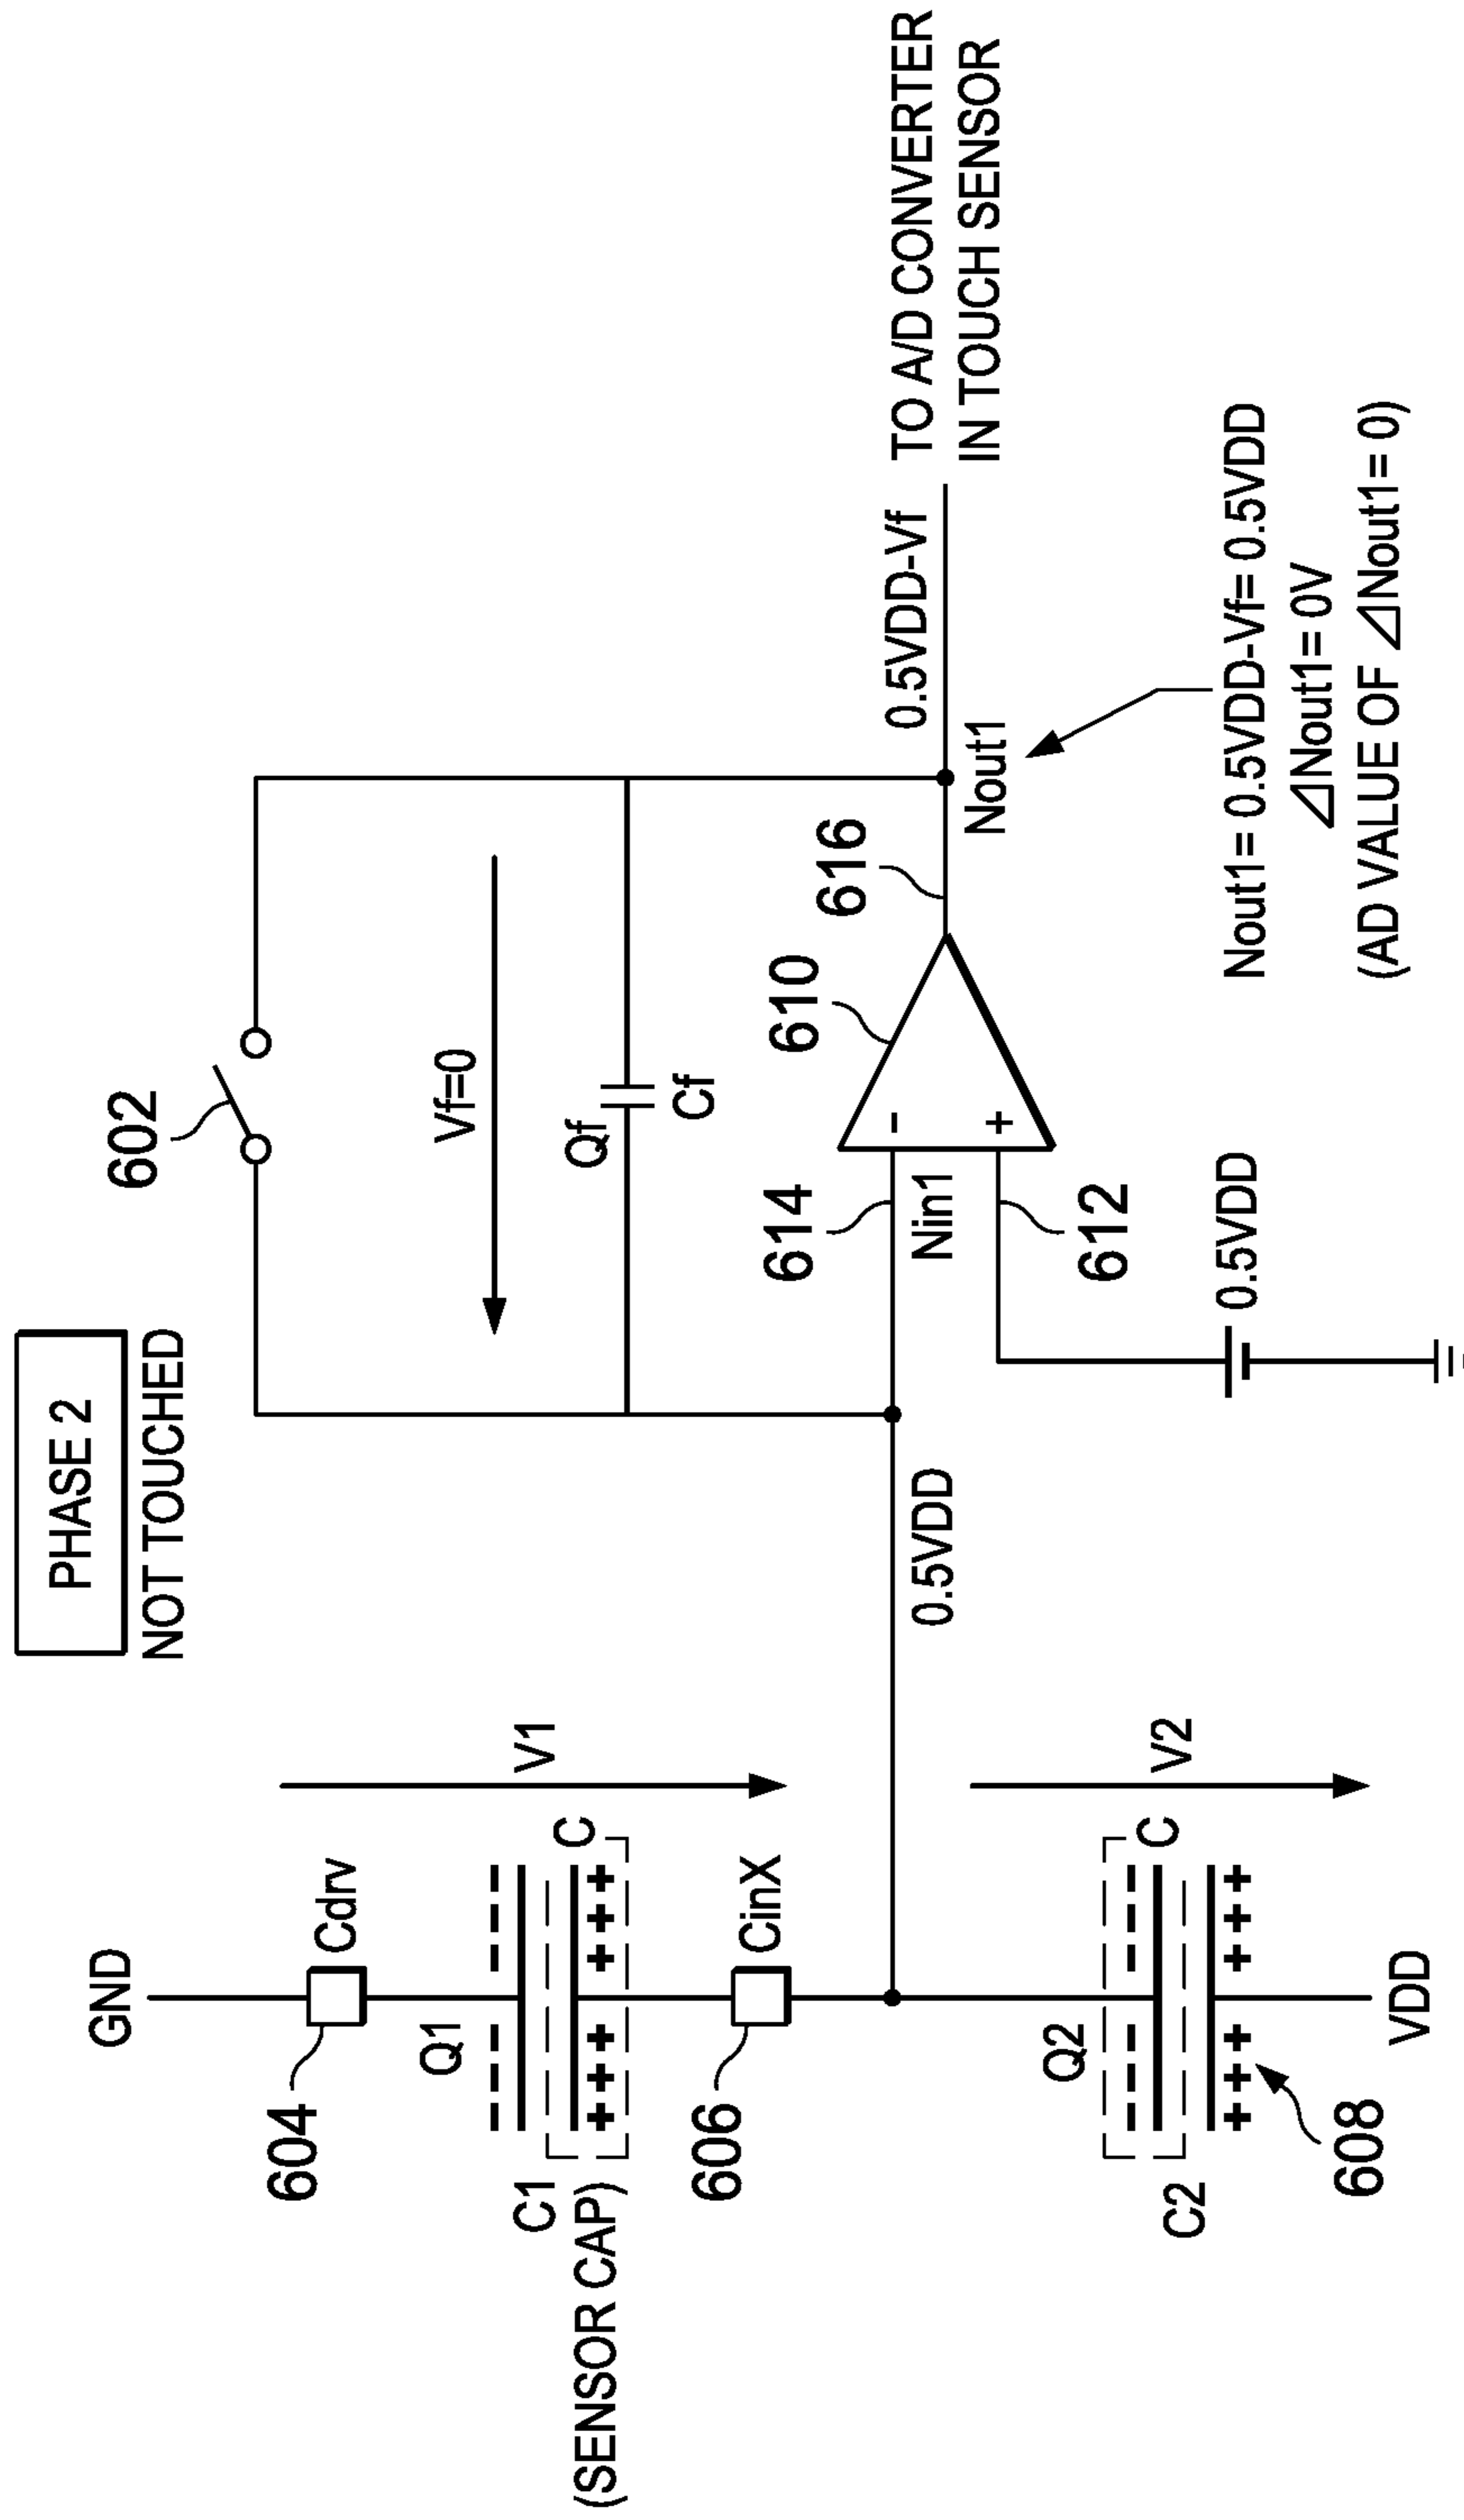 PHASE 2
NOT TOUCHED
602
Vf=0
Qf
Cf
GND
604
Cdrv
Q1
C1
(SENSOR CAP)
C
V1
606
CinX
0.5VDD
614
Nin1
610
616
-
+
612
0.5VDD
0.5VDD-Vf
Nout1
TO A/D CONVERTER
IN TOUCH SENSOR
Nout1= 0.5VDD-Vf= 0.5VDD
⊿Nout1= 0V
(AD VALUE OF ⊿Nout1= 0)
Q2
C2
C
V2
608
VDD